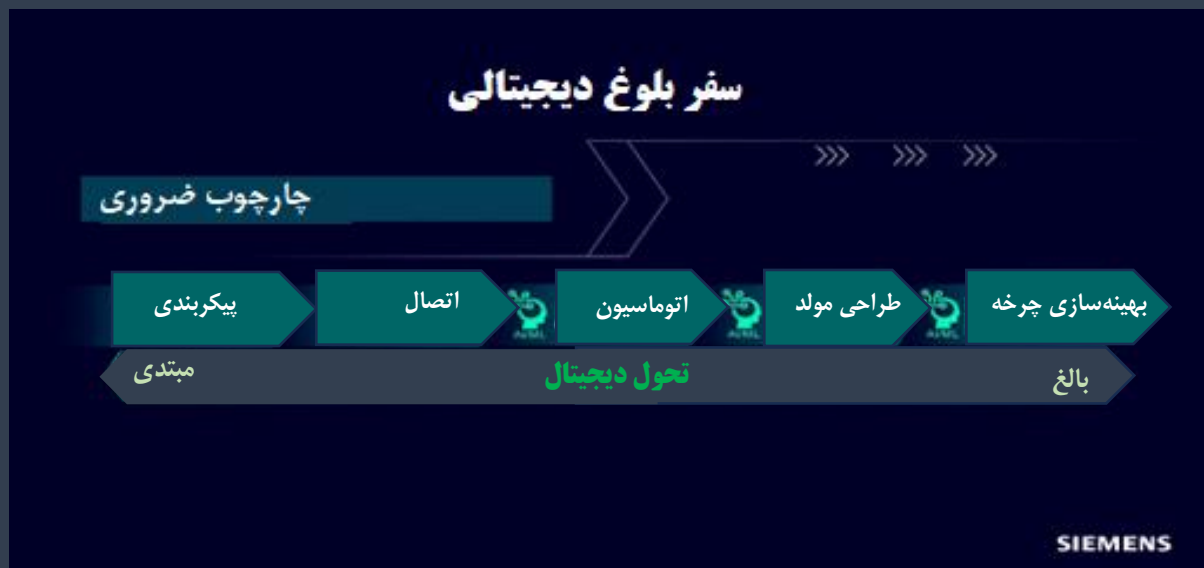 سفر بلوغ دیجیتالی
چارچوب ضروری
پیکربندی
اتصال
اتوماسیون
طراحی مولد
بهینه‌سازی چرخه
مبتدی
تحول دیجیتال
بالغ
SIEMENS